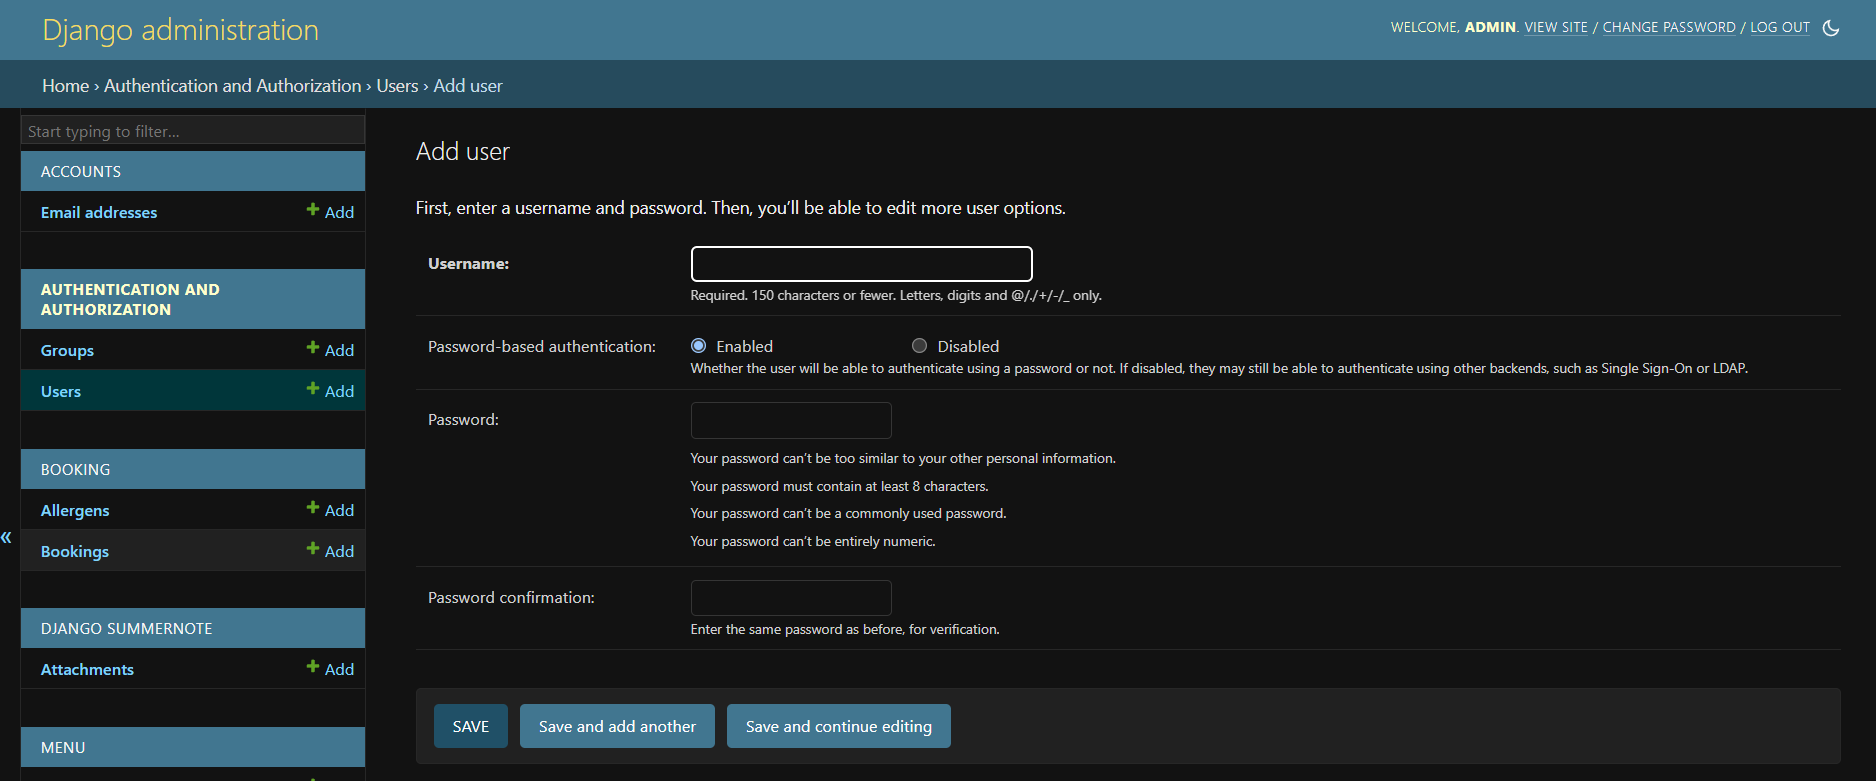 Django administration
WELCOME, ADMIN. VIEW SITE / CHANGE PASSWORD / LOG OUT
Home › Authentication and Authorization › Users › Add user
Start typing to filter...
ACCOUNTS
Email addresses
Add
AUTHENTICATION AND
AUTHORIZATION
Groups
Add
Users
Add
BOOKING
Allergens
Add
Bookings
Add
DJANGO SUMMERNOTE
Attachments
Add
MENU
«
Add user
First, enter a username and password. Then, you’ll be able to edit more user options.
Username:
Required. 150 characters or fewer. Letters, digits and @/./+/-/_ only.
Password-based authentication:
Enabled
Disabled
Whether the user will be able to authenticate using a password or not. If disabled, they may still be able to authenticate using other backends, such as Single Sign-On or LDAP.
Password:
Your password can’t be too similar to your other personal information.
Your password must contain at least 8 characters.
Your password can’t be a commonly used password.
Your password can’t be entirely numeric.
Password confirmation:
Enter the same password as before, for verification.
SAVE
Save and add another
Save and continue editing